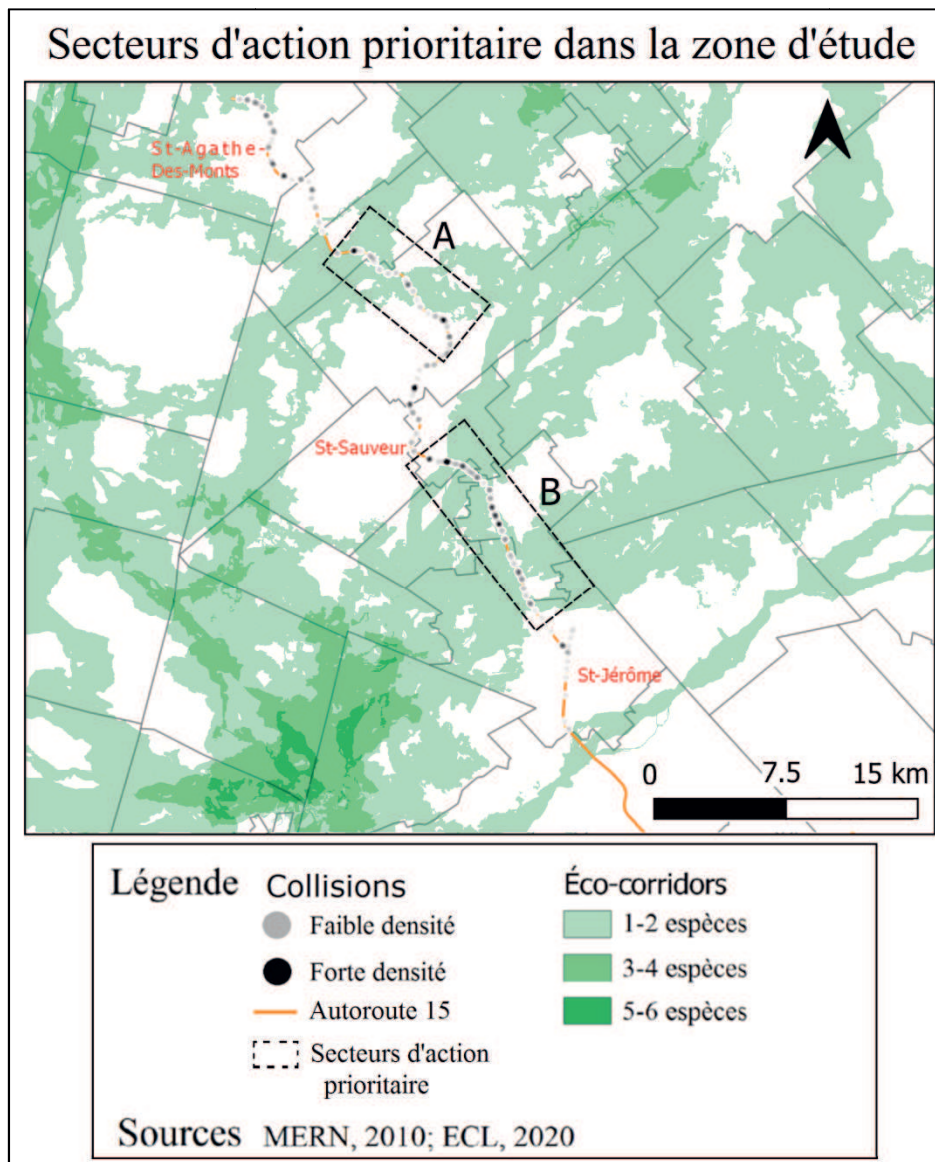 Secteurs d'action prioritaire dans la zone d'étude
St-Agathe-
Des-Monts
A
St-Sauveur
B
St-Jérôme
0 7.5 15 km
Légende
Collisions
Faible densité
Forte densité
Autoroute 15
Secteurs d'action
prioritaire
Éco-corridors
1-2 espèces
3-4 espèces
5-6 espèces
Sources MERN, 2010; ECL, 2020